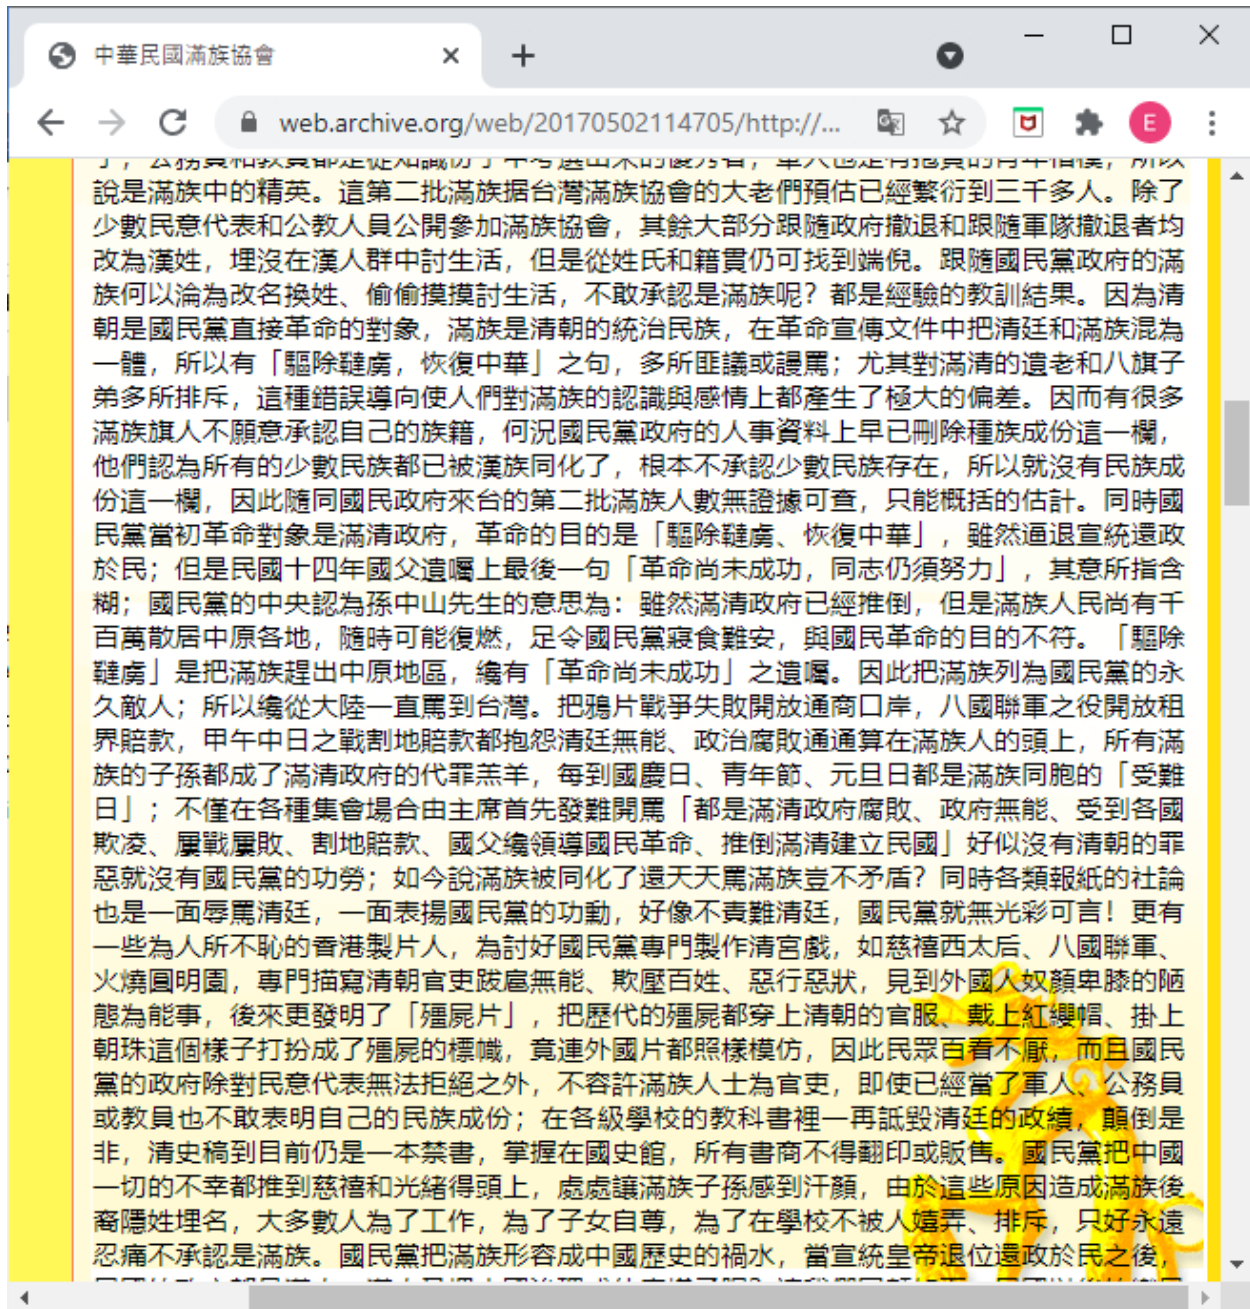 中華民國滿族協會
web.archive.org/web/20170502114705/http://...
E
子，公務員和教員都是從知識份子中考選出來的優秀者，軍人也是有抱負的青年相模，所以
說是滿族中的精英。這第二批滿族据台灣滿族協會的大老們預估已經繁衍到三千多人。除了
少數民意代表和公教人員公開參加滿族協會，其餘大部分跟隨政府撤退和跟隨軍隊撤退者均
改為漢姓，埋沒在漢人群中討生活，但是從姓氏和籍貫仍可找到端倪。跟隨國民黨政府的滿
族何以淪為改名換姓、偷偷摸摸討生活，不敢承認是滿族呢？都是經驗的教訓結果。因為清
朝是國民黨直接革命的對象，滿族是清朝的統治民族，在革命宣傳文件中把清廷和滿族混為
一體，所以有「驅除韃虜，恢復中華」之句，多所匪議或謾罵；尤其對滿清的遺老和八旗子
弟多所排斥，這種錯誤導向使人們對滿族的認識與感情上都產生了極大的偏差。因而有很多
滿族旗人不願意承認自己的族籍，何況國民黨政府的人事資料上早已刪除種族成份這一欄，
他們認為所有的少數民族都已被漢族同化了，根本不承認少數民族存在，所以就沒有民族成
份這一欄，因此隨同國民政府來台的第二批滿族人數無證據可查，只能概括的估計。同時國
民黨當初革命對象是滿清政府，革命的目的是「驅除韃虜、恢復中華」，雖然逼退宣統還政
於民；但是民國十四年國父遺囑上最後一句「革命尚未成功，同志仍須努力」，其意所指含
糊；國民黨的中央認為孫中山先生的意思為：雖然滿清政府已經推倒，但是滿族人民尚有千
百萬散居中原各地，隨時可能復燃，足令國民黨寢食難安，與國民革命的目的不符。「驅除
韃虜」是把滿族趕出中原地區，纔有「革命尚未成功」之遺囑。因此把滿族列為國民黨的永
久敵人；所以纔從大陸一直罵到台灣。把鴉片戰爭失敗開放通商口岸，八國聯軍之役開放租
界賠款，甲午中日之戰割地賠款都抱怨清廷無能、政治腐敗通通算在滿族人的頭上，所有滿
族的子孫都成了滿清政府的代罪羔羊，每到國慶日、青年節、元旦日都是滿族同胞的「受難
日」；不僅在各種集會場合由主席首先發難開罵「都是滿清政府腐敗、政府無能、受到各國
欺凌、屢戰屢敗、割地賠款、國父纔領導國民革命、推倒滿清建立民國」好似沒有清朝的罪
惡就沒有國民黨的功勞；如今說滿族被同化了還天天罵滿族豈不矛盾？同時各類報紙的社論
也是一面辱罵清廷，一面表揚國民黨的功勳，好像不責難清廷，國民黨就無光彩可言！更有
一些為人所不恥的香港製片人，為討好國民黨專門製作清宮戲，如慈禧西太后、八國聯軍、
火燒圓明園，專門描寫清朝官吏跋扈無能、欺壓百姓、惡行惡狀，見到外國人奴顏卑膝的陋
態為能事，後來更發明了「殭屍片」，把歷代的殭屍都穿上清朝的官服、戴上紅纓帽、掛上
朝珠這個樣子打扮成了殭屍的標幟，竟連外國片都照樣模仿，因此民眾百看不厭，而且國民
黨的政府除對民意代表無法拒絕之外，不容許滿族人士為官吏，即使已經當了軍人、公務員
或教員也不敢表明自己的民族成份；在各級學校的教科書裡一再詆毀清廷的政績，顛倒是
非，清史稿到目前仍是一本禁書，掌握在國史館，所有書商不得翻印或販售。國民黨把中國
一切的不幸都推到慈禧和光緒得頭上，處處讓滿族子孫感到汗顏，由於這些原因造成滿族後
裔隱姓埋名，大多數人為了工作，為了子女自尊，為了在學校不被人嬉弄、排斥，只好永遠
忍痛不承認是滿族。國民黨把滿族形容成中國歷史的禍水，當宣統皇帝退位還政於民之後，